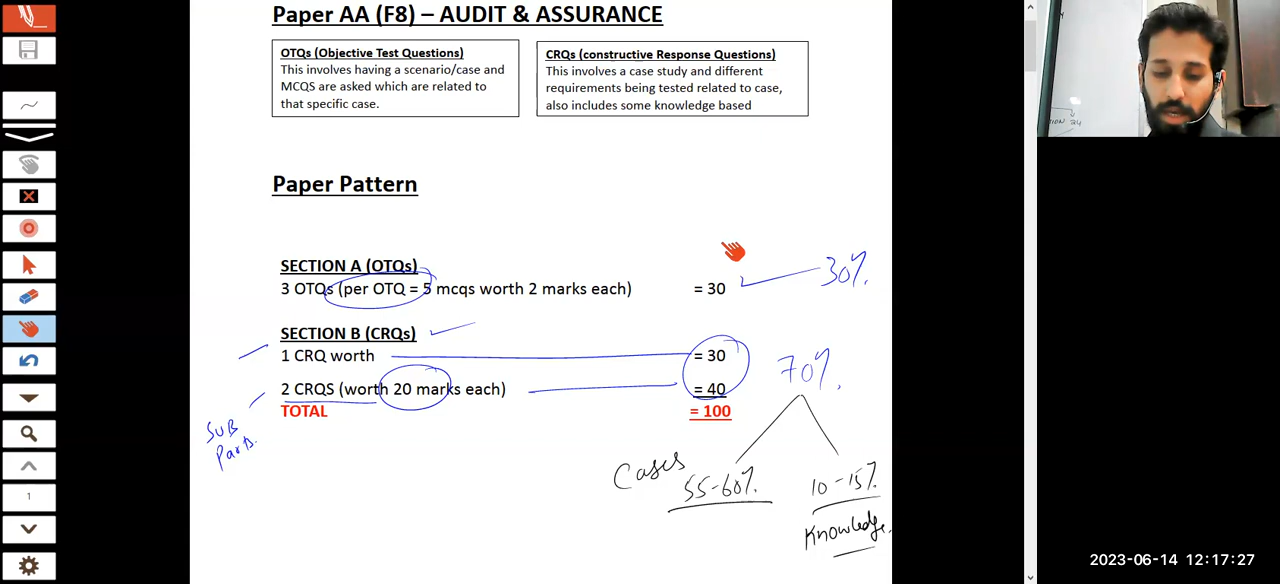 Paper AA (F8) – AUDIT & ASSURANCE
OTQs (Objective Test Questions)
This involves having a scenario/case and
MCQS are asked which are related to
that specific case.
CRQs (constructive Response Questions)
This involves a case study and different
requirements being tested related to case,
also includes some knowledge based
Paper Pattern
SECTION A (OTQs)
3 OTQs (per OTQ = 5 mcqs worth 2 marks each) = 30
30%
SECTION B (CRQs)
1 CRQ worth = 30
70%
2 CRQS (worth 20 marks each) = 40
TOTAL = 100
SUB
Parts.
Cases
55-60%
10-15%
Knowledge
1
2023-06-14 12:17:27